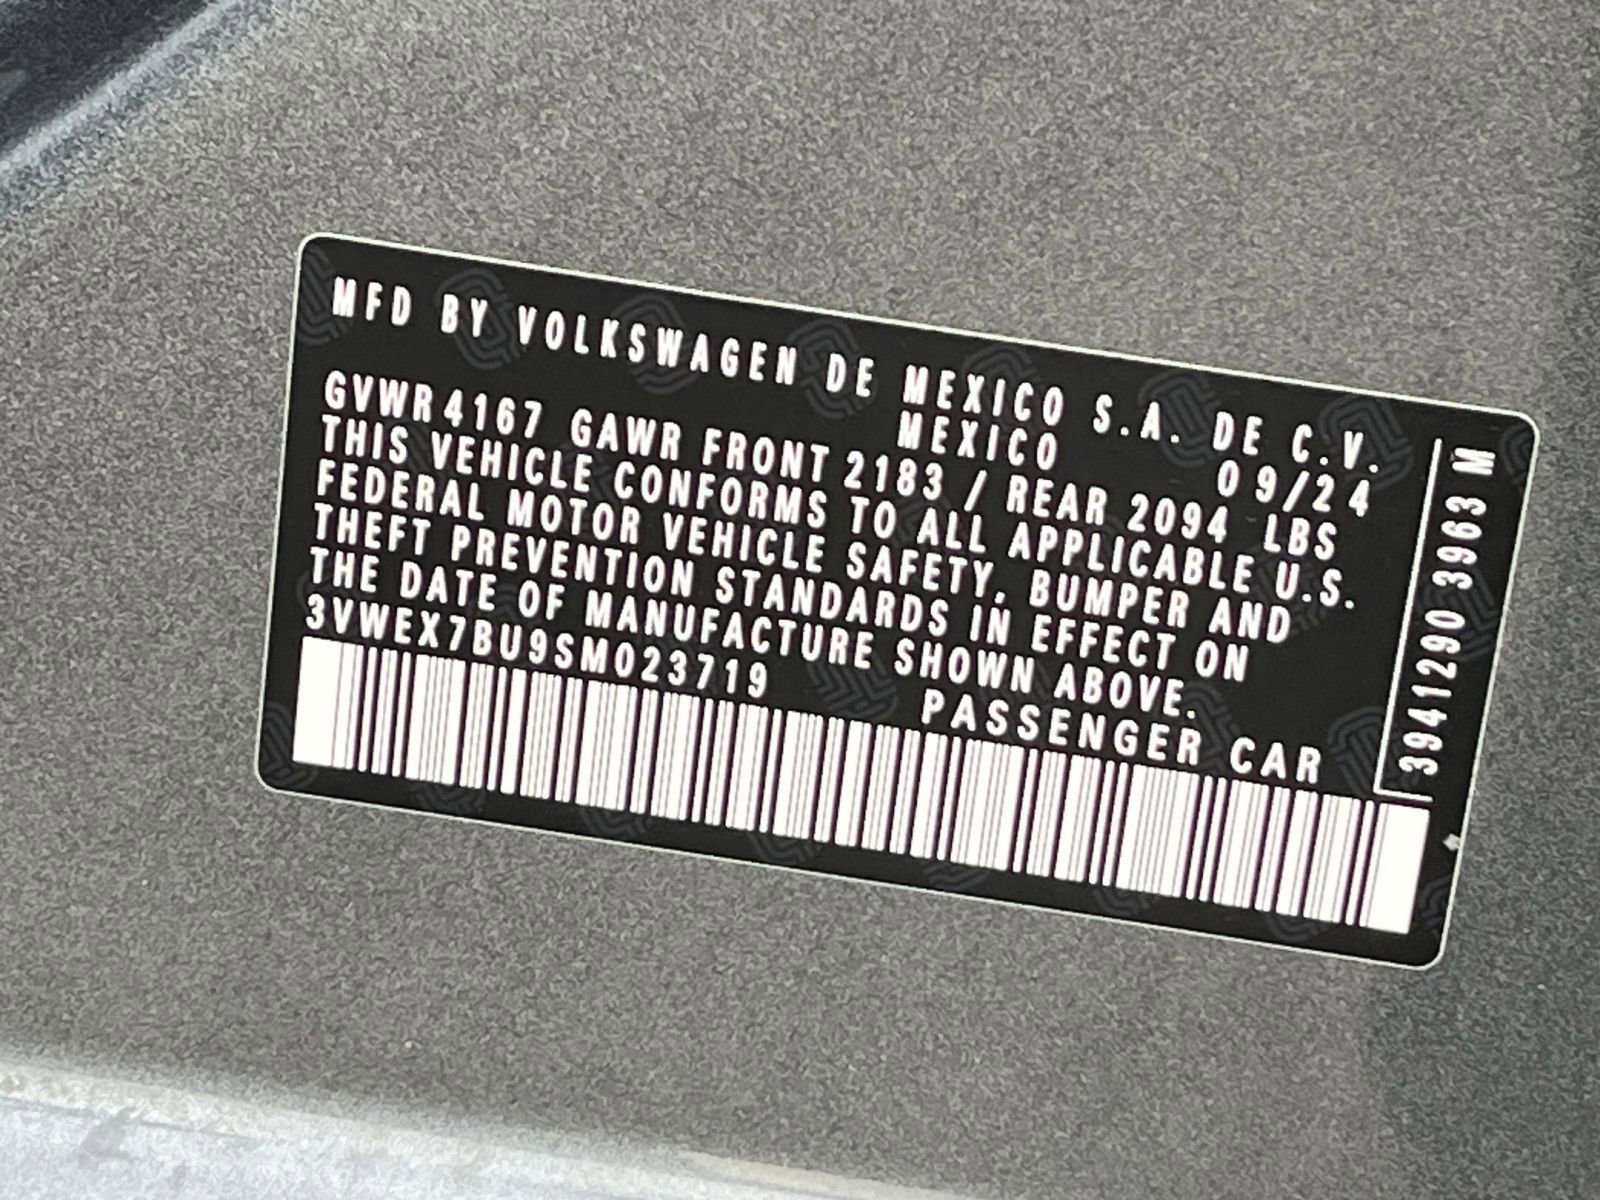 MFD BY VOLKSWAGEN DE MEXICO S.A. DE C.V.
MEXICO 09/24
GVWR 4167 GAWR FRONT 2183 / REAR 2094 LBS
THIS VEHICLE CONFORMS TO ALL APPLICABLE U.S.
FEDERAL MOTOR VEHICLE SAFETY, BUMPER AND
THEFT PREVENTION STANDARDS IN EFFECT ON
THE DATE OF MANUFACTURE SHOWN ABOVE.
3VWEX7BU9SM023719 PASSENGER CAR
3941290 3963 M